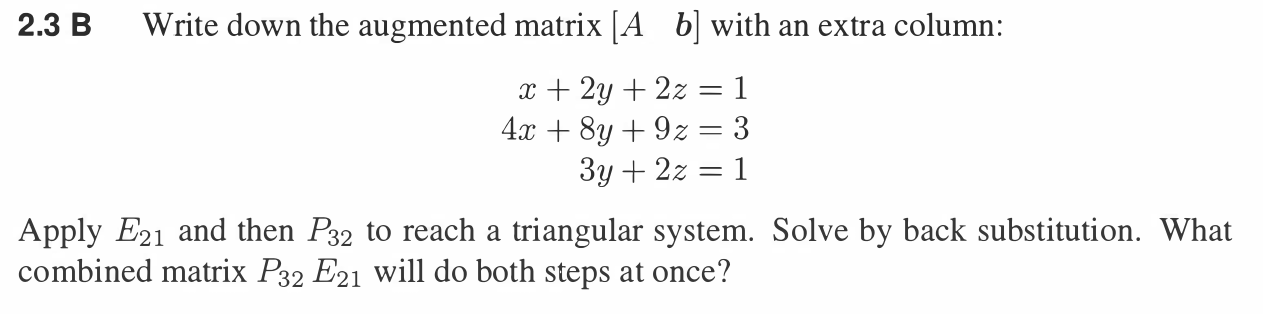 2.3 B Write down the augmented matrix [A b] with an extra column:
x + 2y + 2z = 1
4x + 8y + 9z = 3
3y + 2z = 1
Apply E₂₁ and then P₃₂ to reach a triangular system. Solve by back substitution. What
combined matrix P₃₂ E₂₁ will do both steps at once?